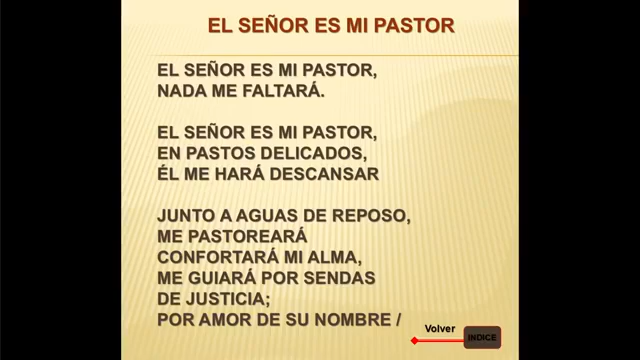 EL SEÑOR ES MI PASTOR
EL SEÑOR ES MI PASTOR,
NADA ME FALTARÁ.
EL SEÑOR ES MI PASTOR,
EN PASTOS DELICADOS,
ÉL ME HARÁ DESCANSAR
JUNTO A AGUAS DE REPOSO,
ME PASTOREARÁ
CONFORTARÁ MI ALMA,
ME GUIARÁ POR SENDAS
DE JUSTICIA;
POR AMOR DE SU NOMBRE /
Volver
INDICE